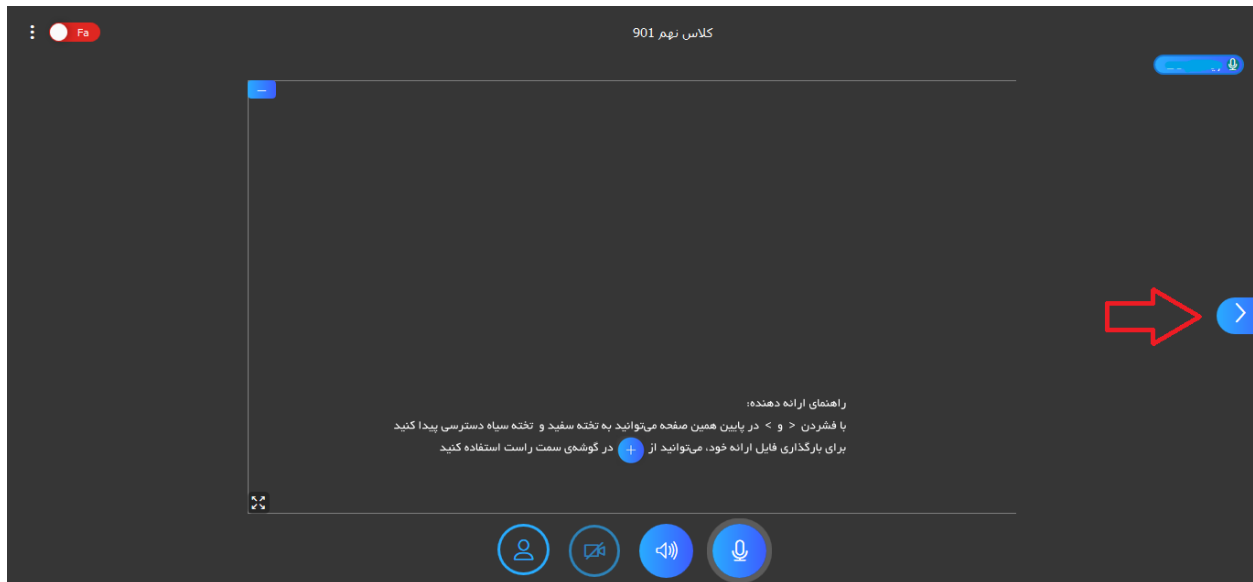 Fa
کلاس نهم 901
راهنمای ارائه دهنده:
با فشردن < و > در پایین همین صفحه می‌توانید به تخته سفید و تخته سیاه دسترسی پیدا کنید
برای بارگذاری فایل ارائه خود، می‌توانید از + در گوشه‌ی سمت راست استفاده کنید